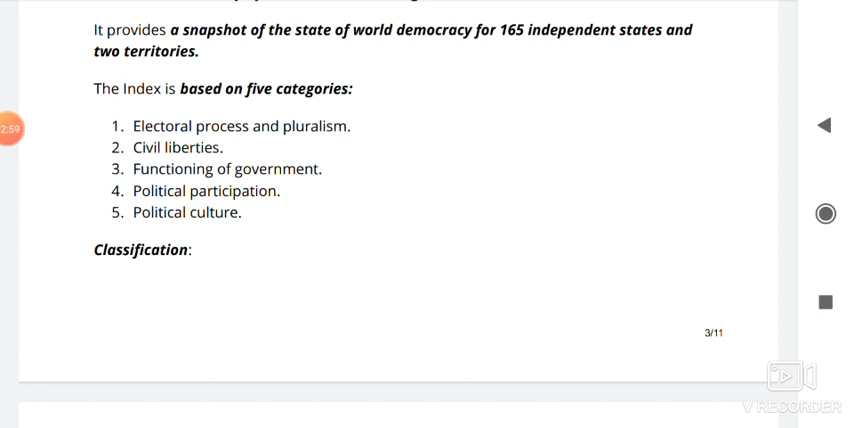 It provides a snapshot of the state of world democracy for 165 independent states and
two territories.
The Index is based on five categories:
2:59
1. Electoral process and pluralism.
2. Civil liberties.
3. Functioning of government.
4. Political participation.
5. Political culture.
Classification:
3/11
V RECORDER